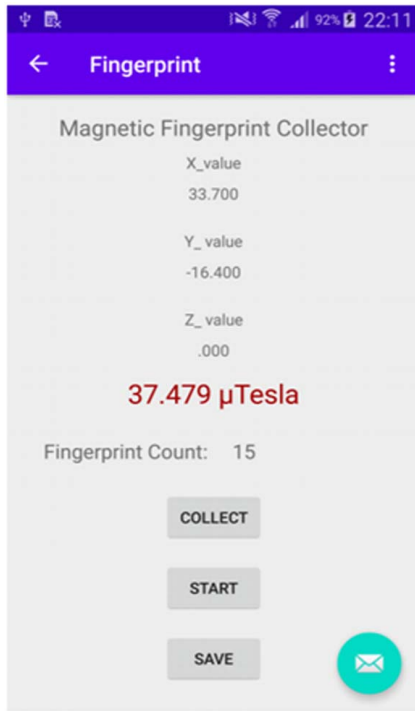 92% 22:11
Fingerprint
Magnetic Fingerprint Collector
X_value
33.700
Y_ value
-16.400
Z_ value
.000
37.479 µTesla
Fingerprint Count: 15
COLLECT
START
SAVE